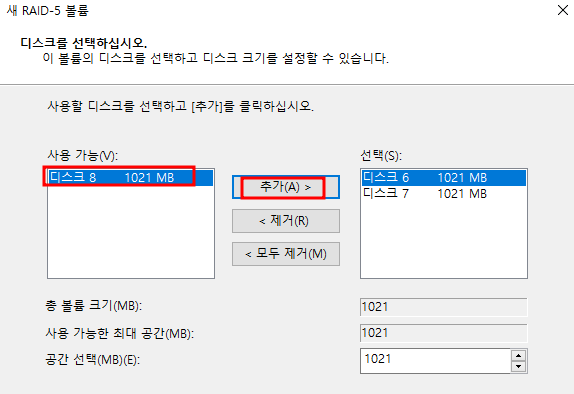 새 RAID-5 볼륨
디스크를 선택하십시오.
이 볼륨의 디스크를 선택하고 디스크 크기를 설정할 수 있습니다.
사용할 디스크를 선택하고 [추가]를 클릭하십시오.
사용 가능(V):
디스크 8 1021 MB
추가(A) >
< 제거(R)
< 모두 제거(M)
선택(S):
디스크 6 1021 MB
디스크 7 1021 MB
총 볼륨 크기(MB): 1021
사용 가능한 최대 공간(MB): 1021
공간 선택(MB)(E): 1021